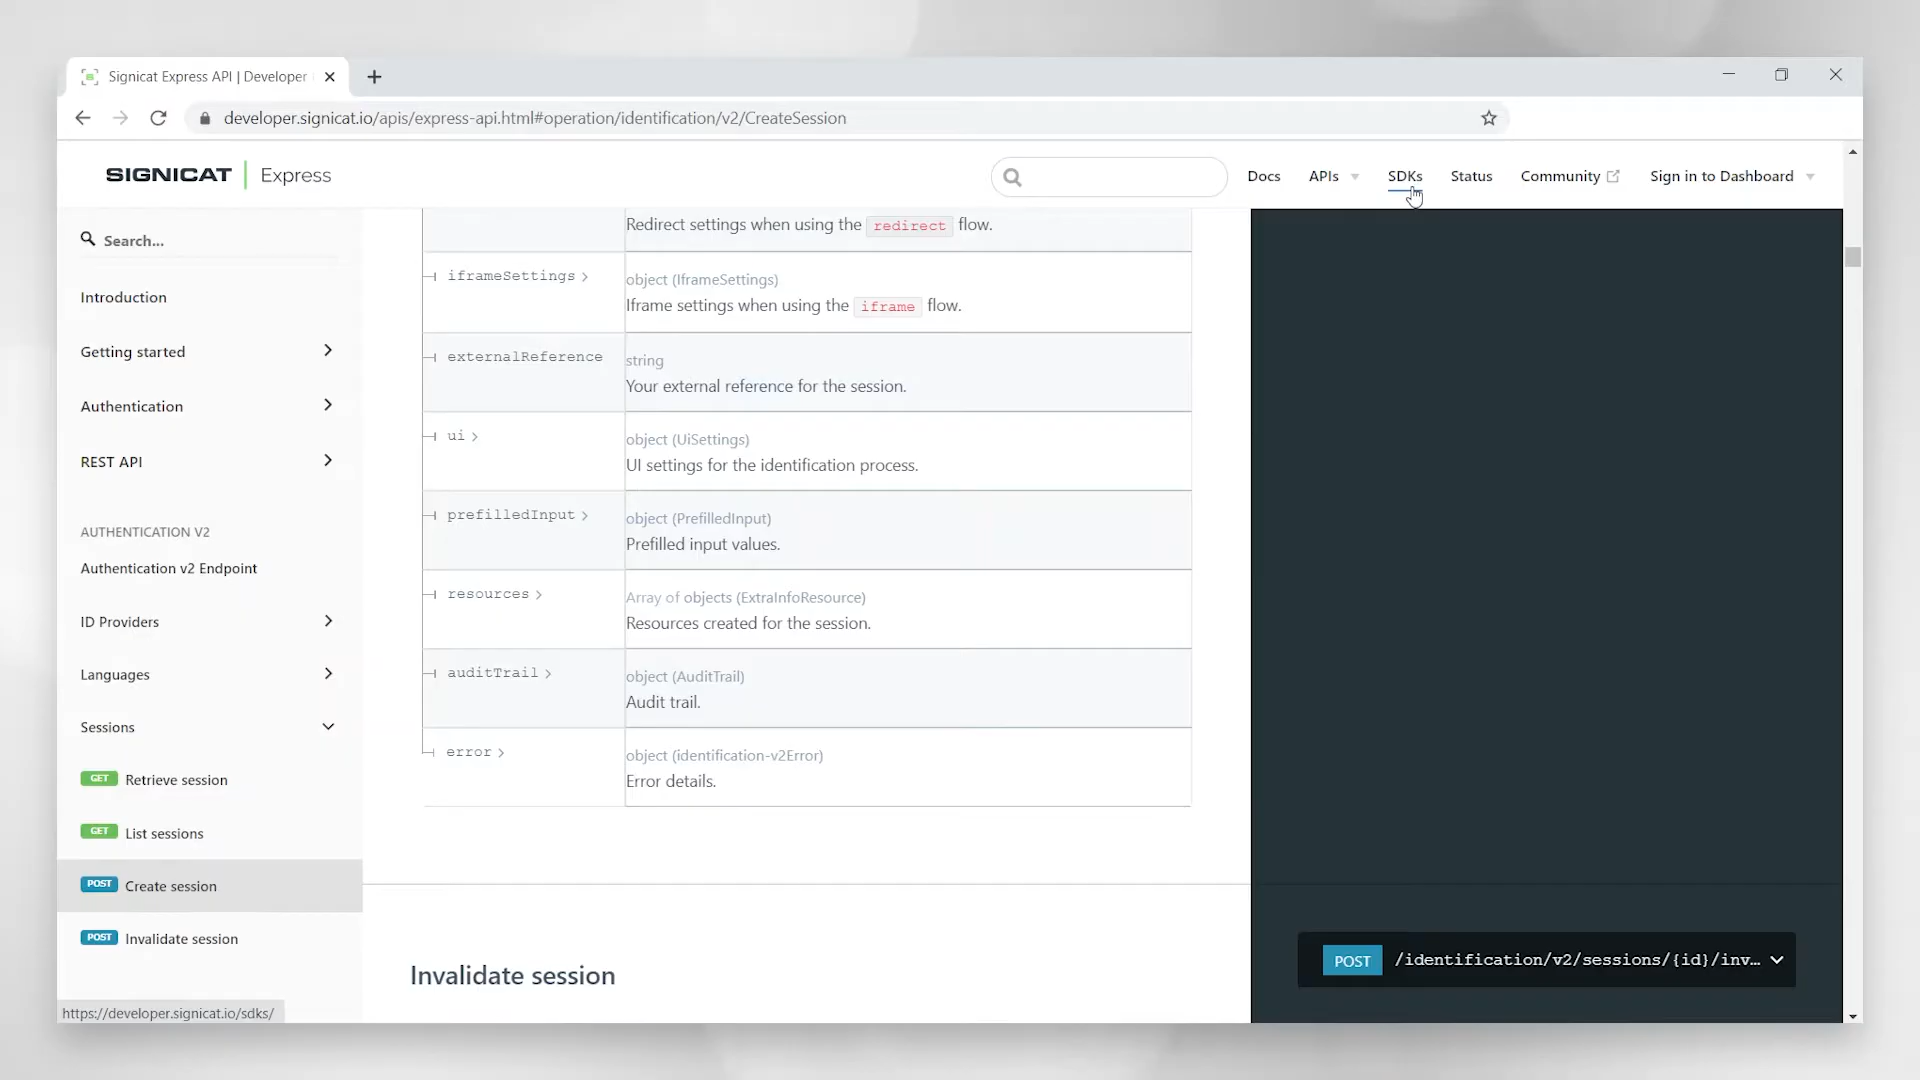 Signicat Express API | Developer
developer.signicat.io/apis/express-api.html#operation/identification/v2/CreateSession
SIGNICAT | Express
Docs APIs SDKs Status Community Sign in to Dashboard
Search...
Introduction
Getting started
Authentication
REST API
AUTHENTICATION V2
Authentication v2 Endpoint
ID Providers
Languages
Sessions
GET Retrieve session
GET List sessions
POST Create session
POST Invalidate session
Redirect settings when using the redirect flow.
iframeSettings >
object (IframeSettings)
Iframe settings when using the iframe flow.
externalReference
string
Your external reference for the session.
ui >
object (UiSettings)
UI settings for the identification process.
prefilledInput >
object (PrefilledInput)
Prefilled input values.
resources >
Array of objects (ExtraInfoResource)
Resources created for the session.
auditTrail >
object (AuditTrail)
Audit trail.
error >
object (identification-v2Error)
Error details.
Invalidate session
POST /identification/v2/sessions/{id}/inv...
https://developer.signicat.io/sdks/